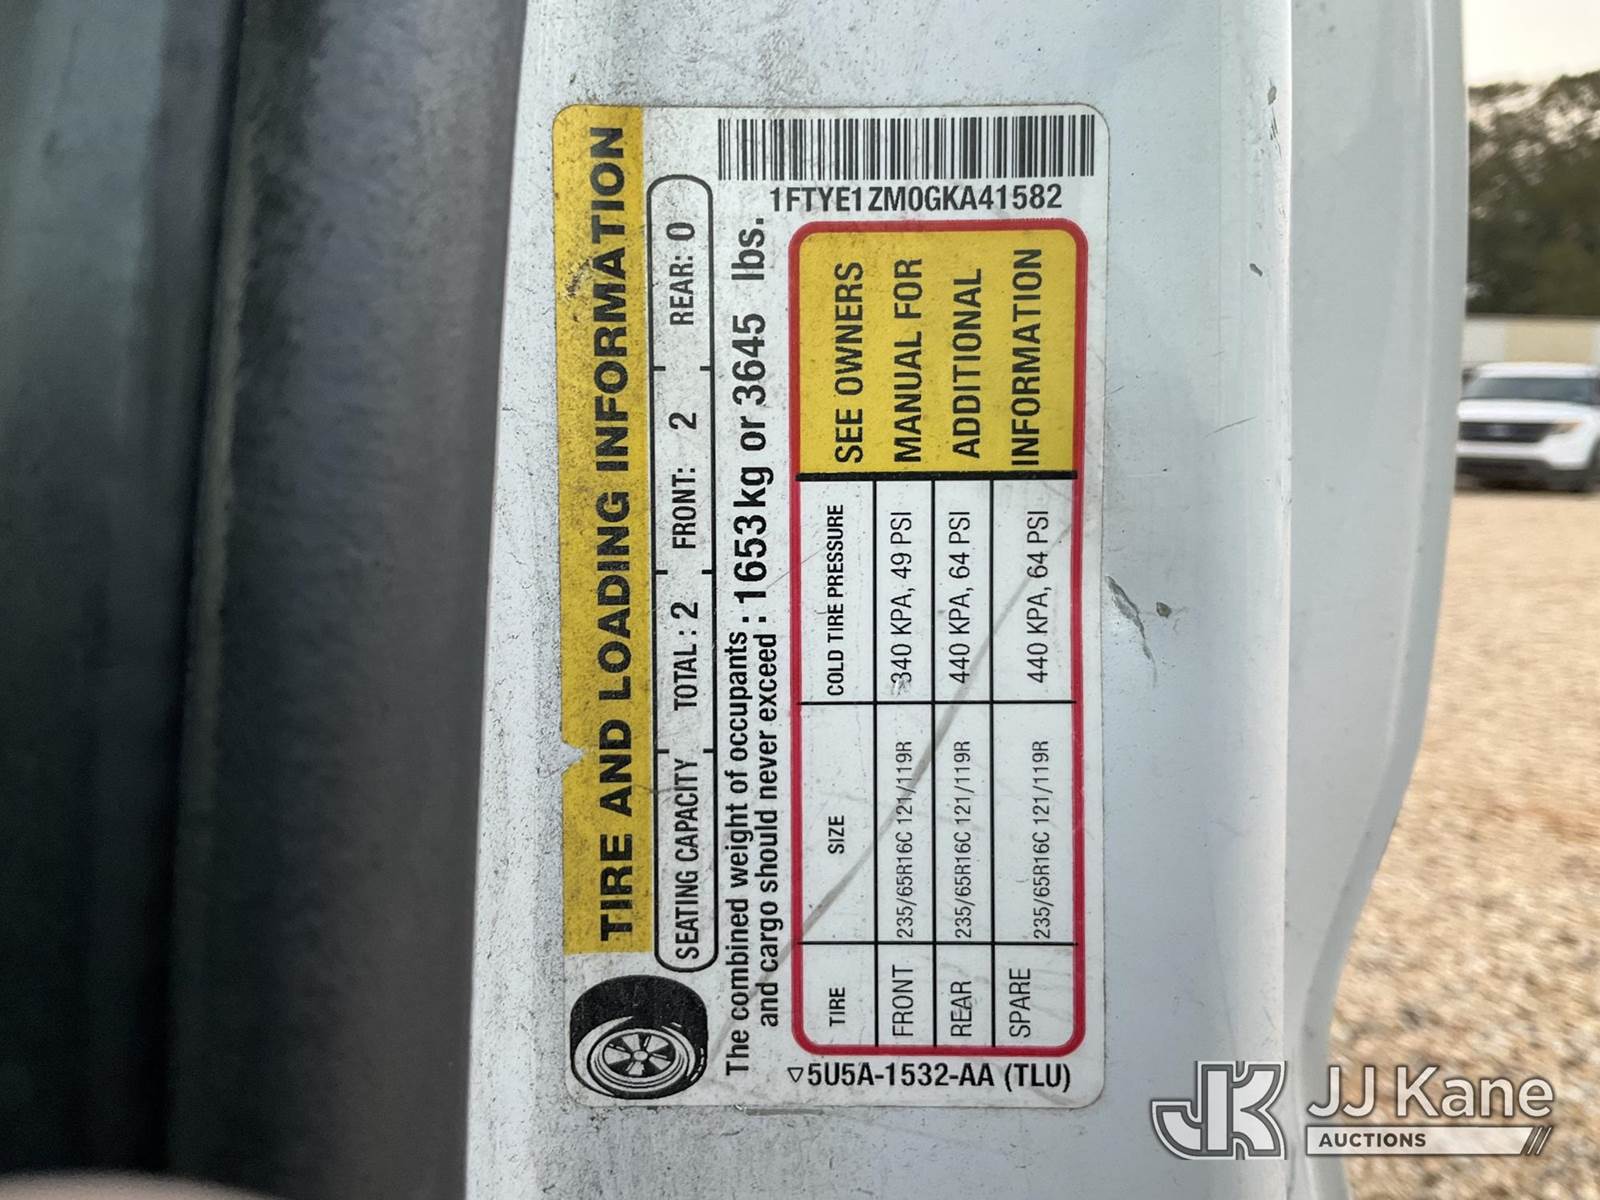 TIRE AND LOADING INFORMATION
SEATING CAPACITY TOTAL : 2 FRONT: 2 REAR: 0
The combined weight of occupants : 1653 kg or 3645 lbs.
and cargo should never exceed :
1FTYE1ZM0GKA41582
TIRE SIZE COLD TIRE PRESSURE
FRONT 235/65R16C 121/119R 340 KPA, 49 PSI
REAR 235/65R16C 121/119R 440 KPA, 64 PSI
SPARE 235/65R16C 121/119R 440 KPA, 64 PSI
SEE OWNERS
MANUAL FOR
ADDITIONAL
INFORMATION
5U5A-1532-AA (TLU)
JK JJ Kane
AUCTIONS